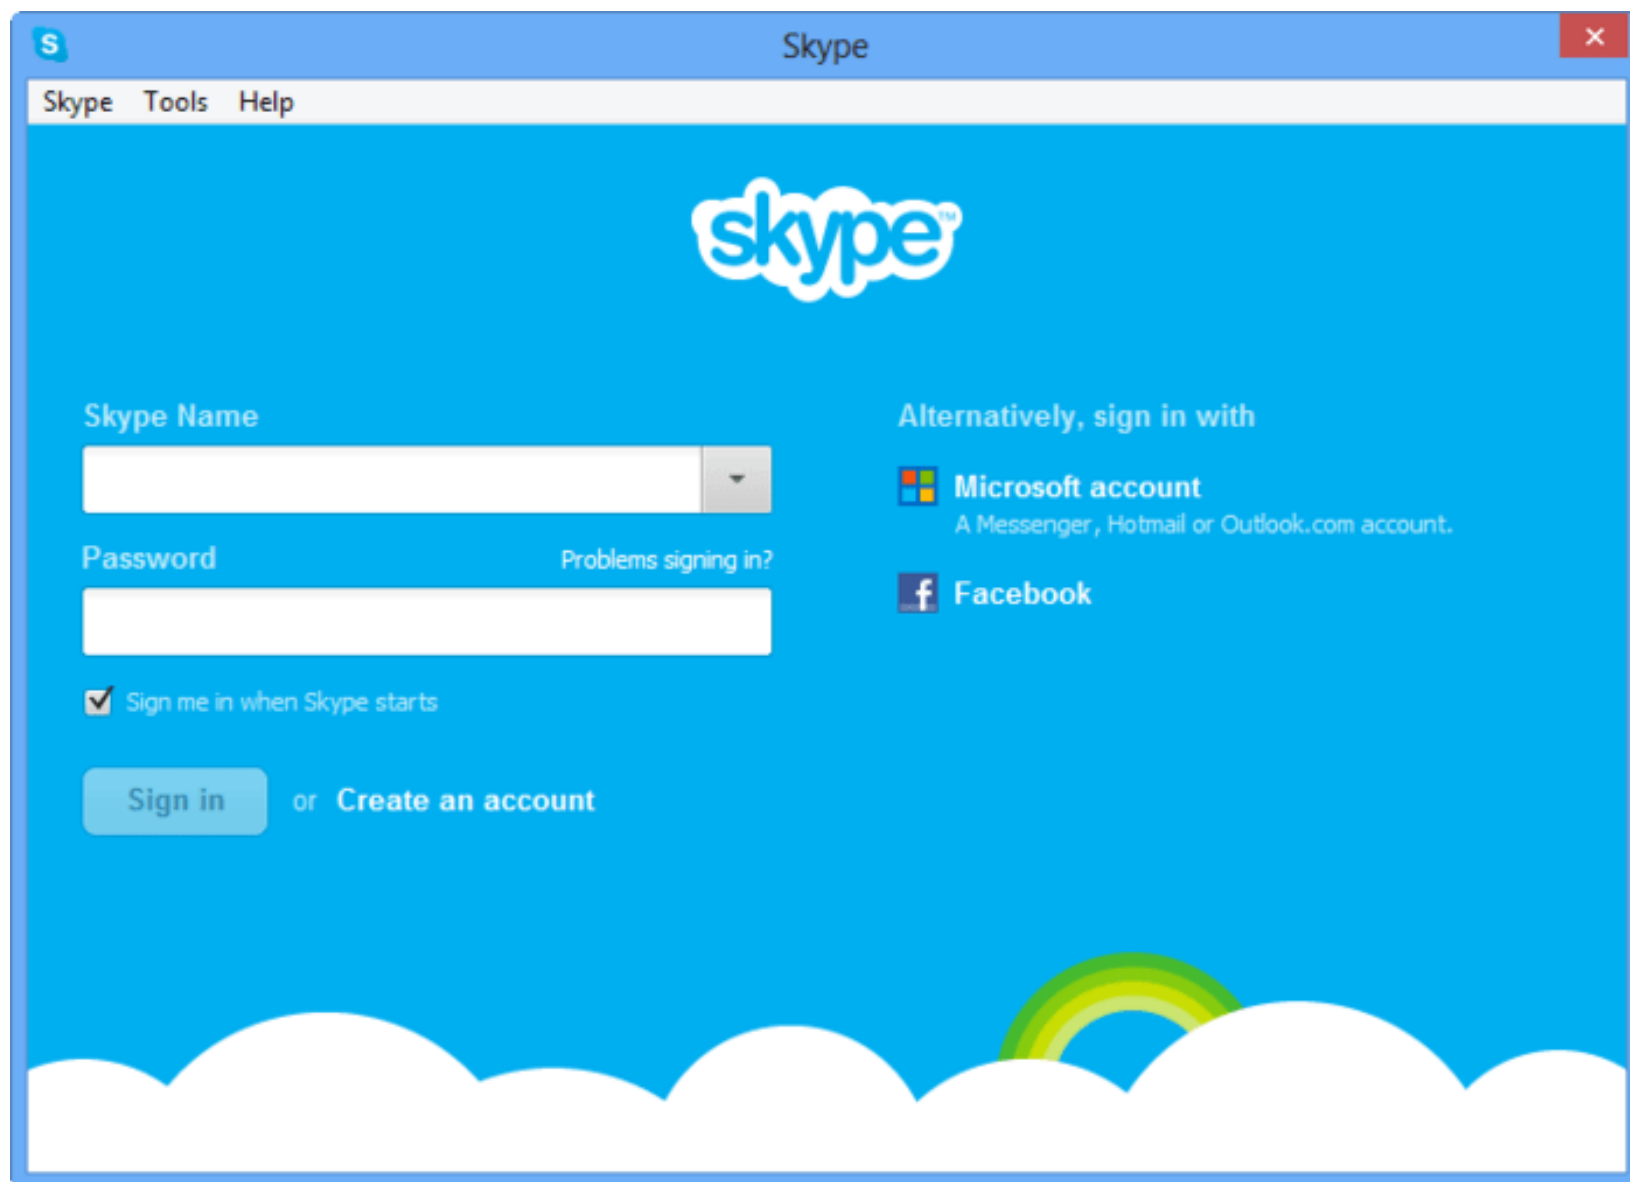 Skype
Skype Tools Help
skype™
Skype Name
Password
Problems signing in?
Sign me in when Skype starts
Sign in or Create an account
Alternatively, sign in with
Microsoft account
A Messenger, Hotmail or Outlook.com account.
Facebook